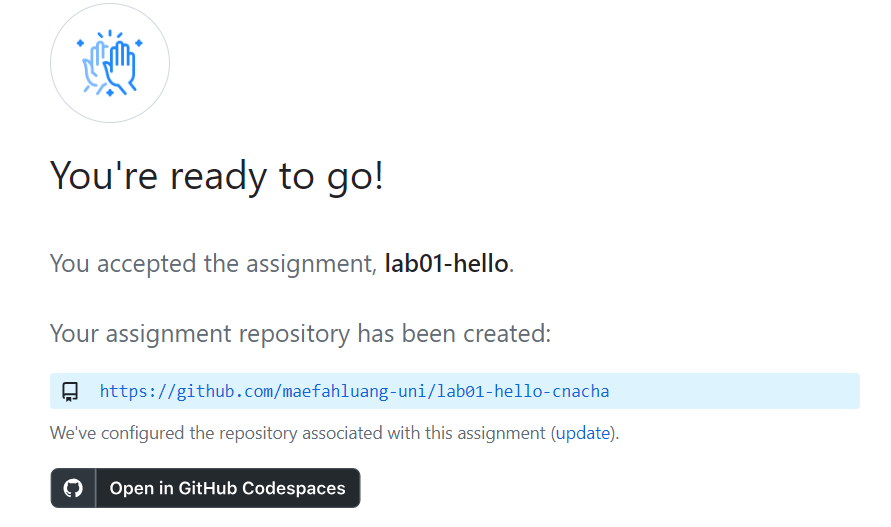 You're ready to go!
You accepted the assignment, lab01-hello.
Your assignment repository has been created:
https://github.com/maefahluang-uni/lab01-hello-cnacha
We've configured the repository associated with this assignment (update).
Open in GitHub Codespaces